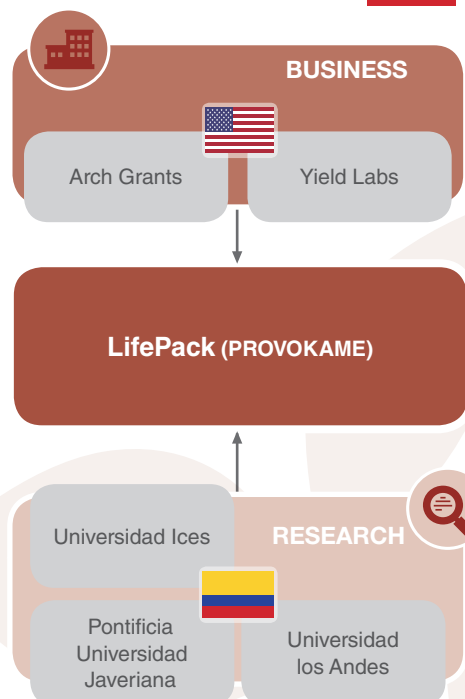 BUSINESS
Arch Grants
Yield Labs
LifePack (PROVOKAME)
Universidad Ices
RESEARCH
Pontificia
Universidad
Javeriana
Universidad
los Andes